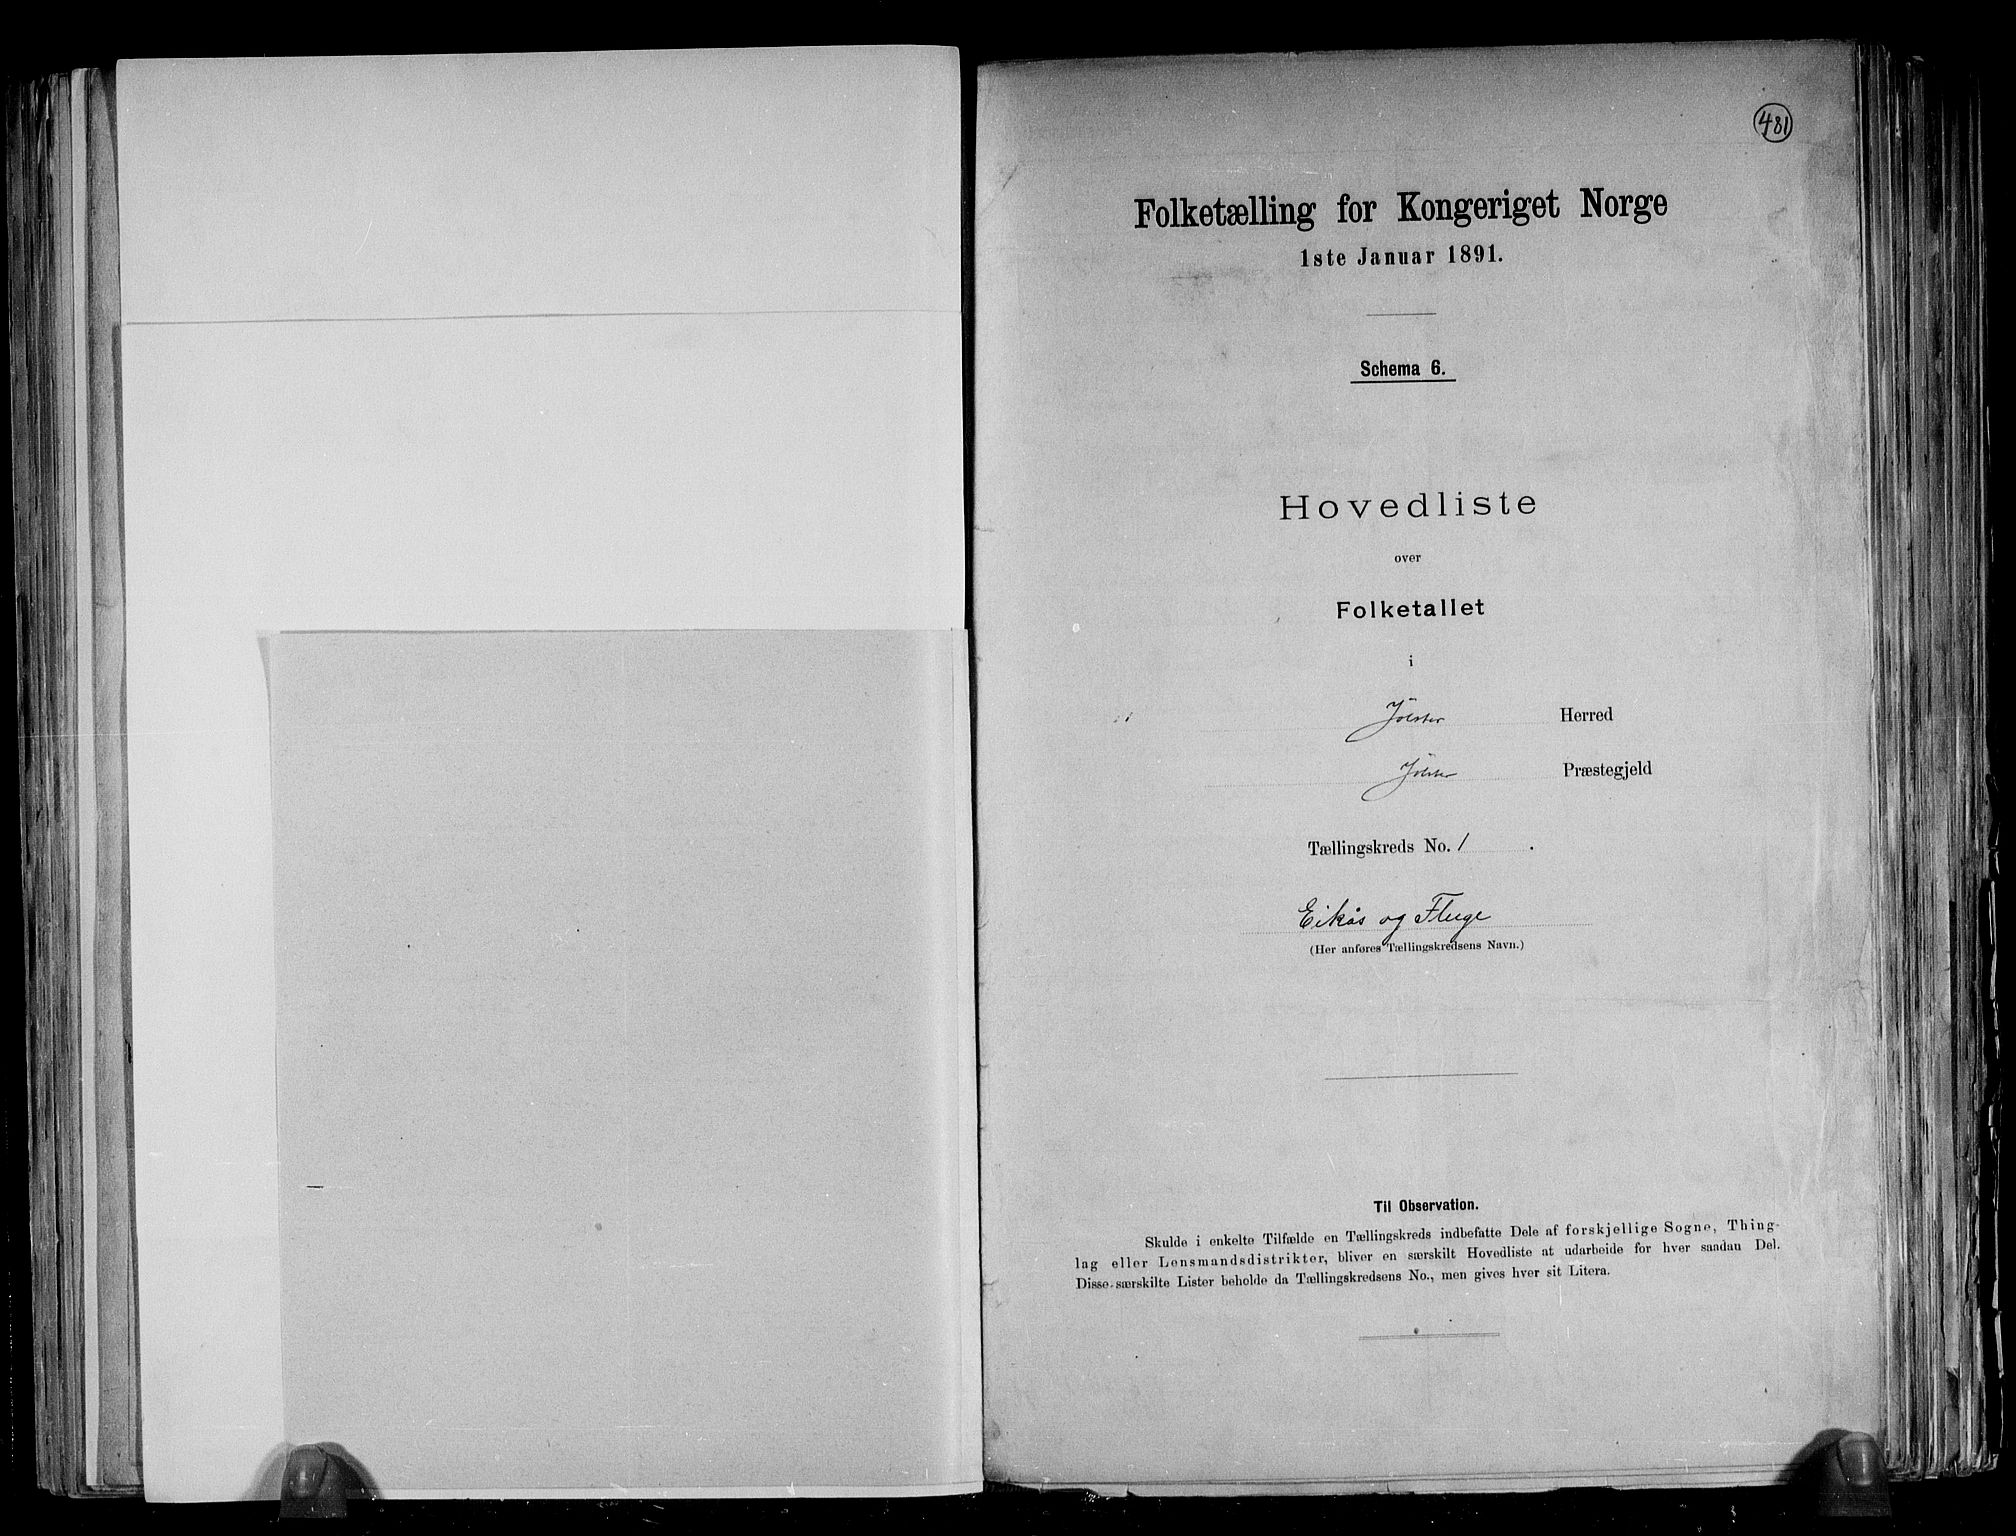 481
Folketælling for Kongeriget Norge
1ste Januar 1891.
Schema 6.
Hovedliste
over
Folketallet
i
Jølster Herred
Jølster Præstegjeld
Tællingskreds No. 1 .
Eikås og Fluge
(Her anføres Tællingskredsens Navn.)
Til Observation.
Skulde i enkelte Tilfælde en Tællingskreds indbefatte Dele af forskjellige Sogne, Thing-
lag eller Lensmandsdistrikter, bliver en særskilt Hovedliste at udarbeide for hver saadan Del.
Disse særskilte Lister beholde da Tællingskredsens No., men gives hver sit Litera.